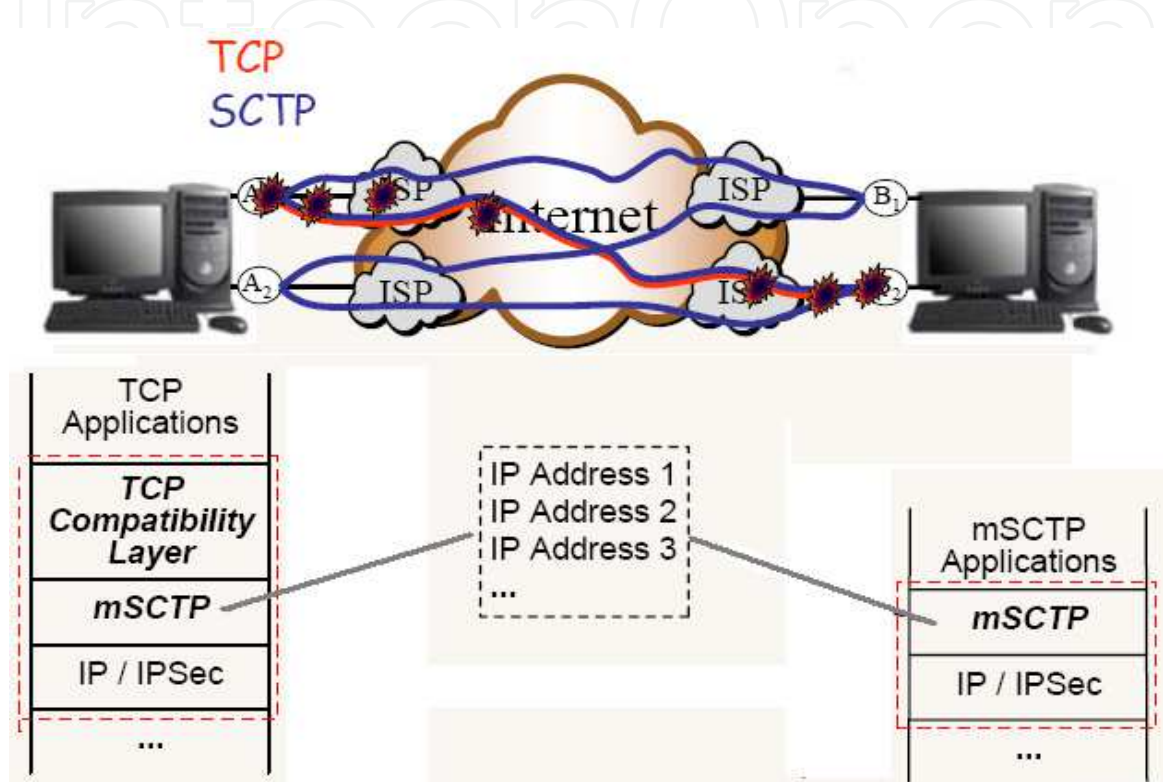 TCP
SCTP
ISP
ISP
Internet
B₁
A₂
ISP
TCP
Applications
TCP
Compatibility
Layer
mSCTP
IP / IPSec
...
IP Address 1
IP Address 2
IP Address 3
...
mSCTP
Applications
mSCTP
IP / IPSec
...